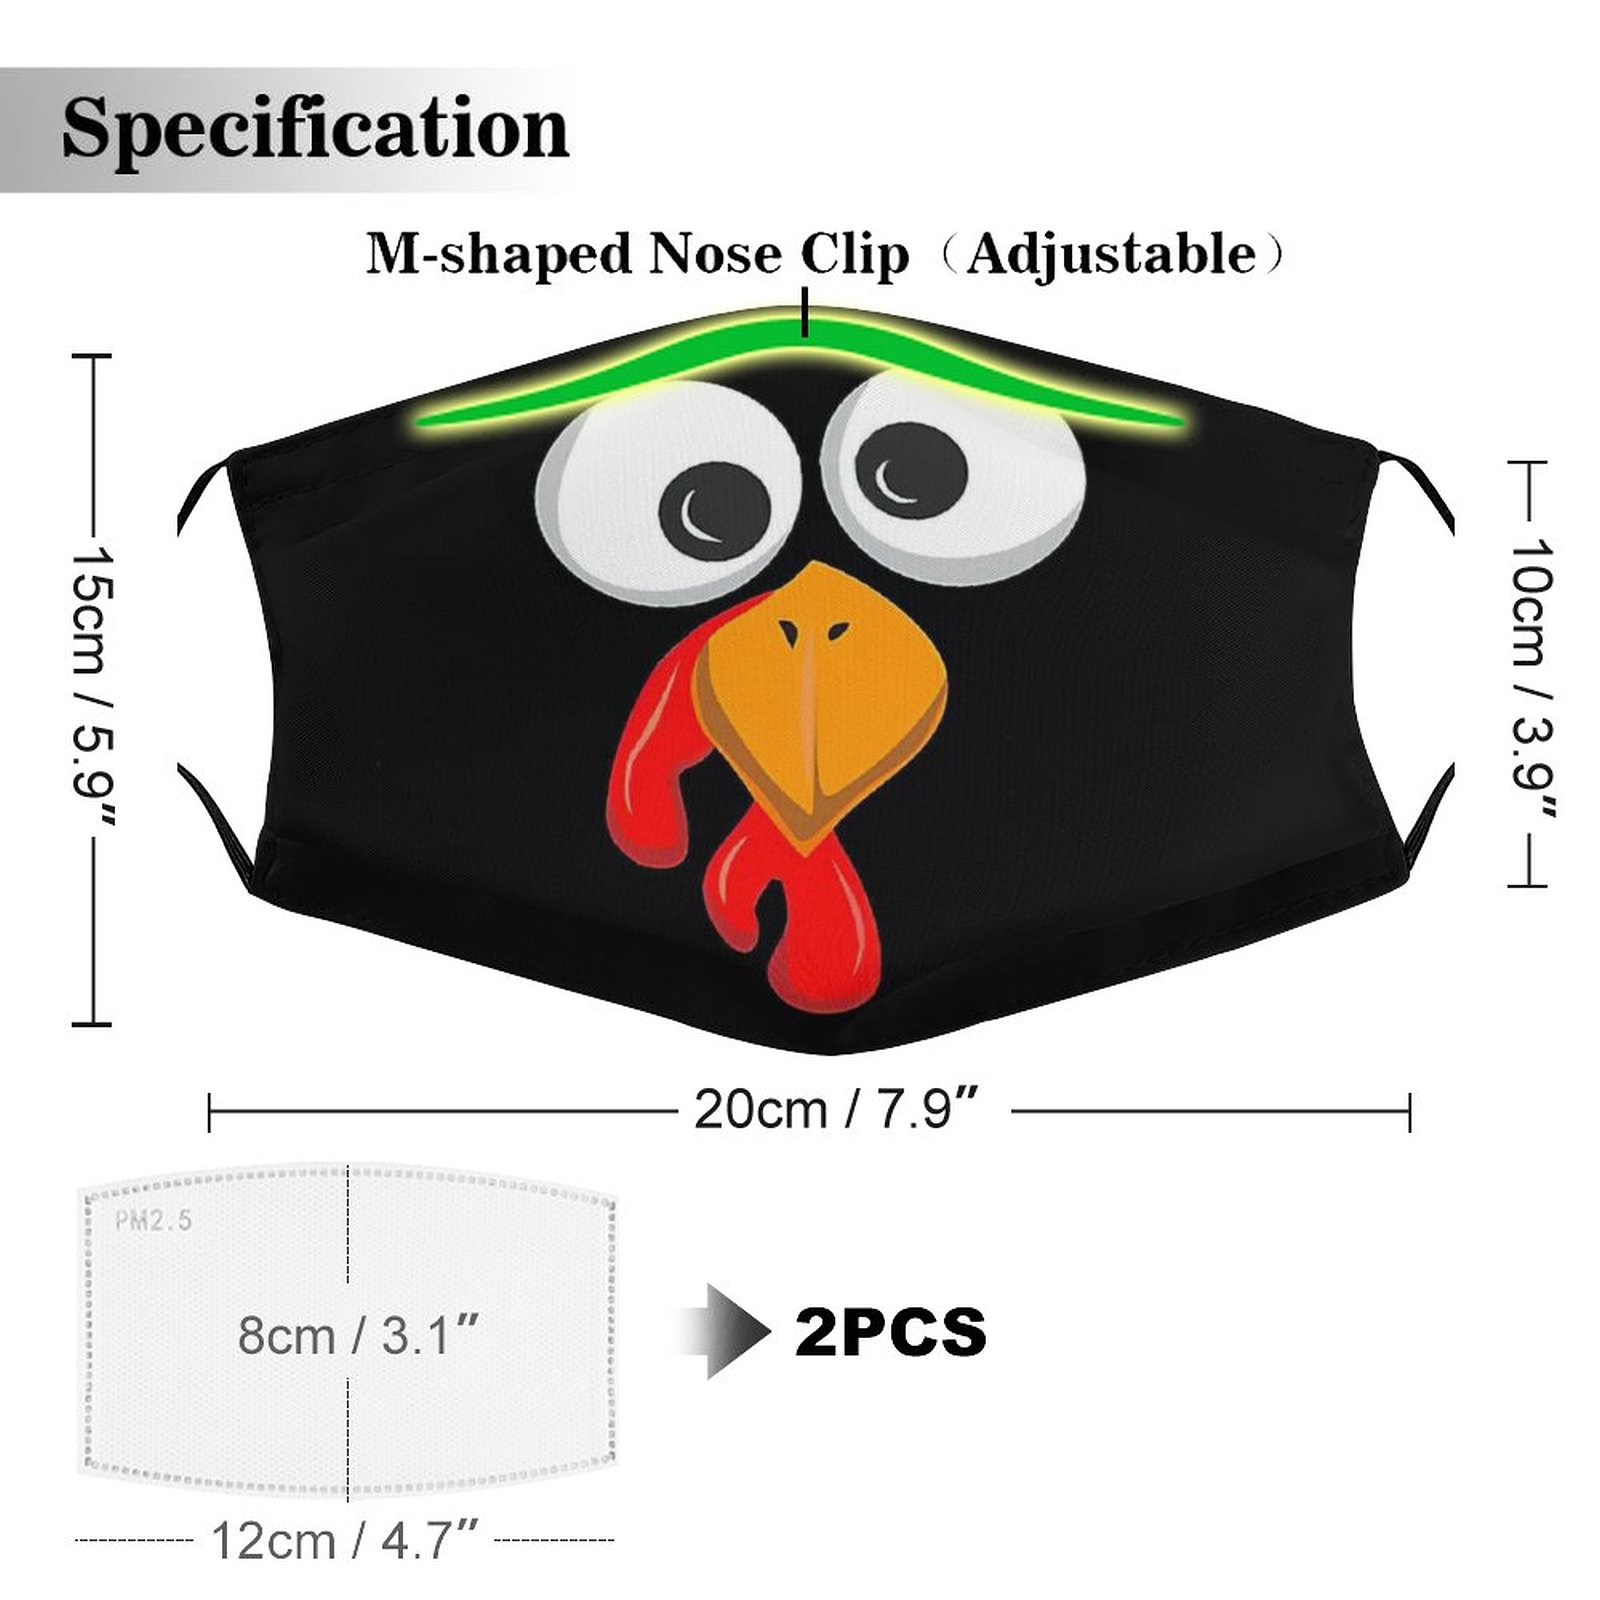 Specification
M-shaped Nose Clip（Adjustable）
15cm / 5.9″
10cm / 3.9″
20cm / 7.9″
PM2.5
8cm / 3.1″
2PCS
12cm / 4.7″